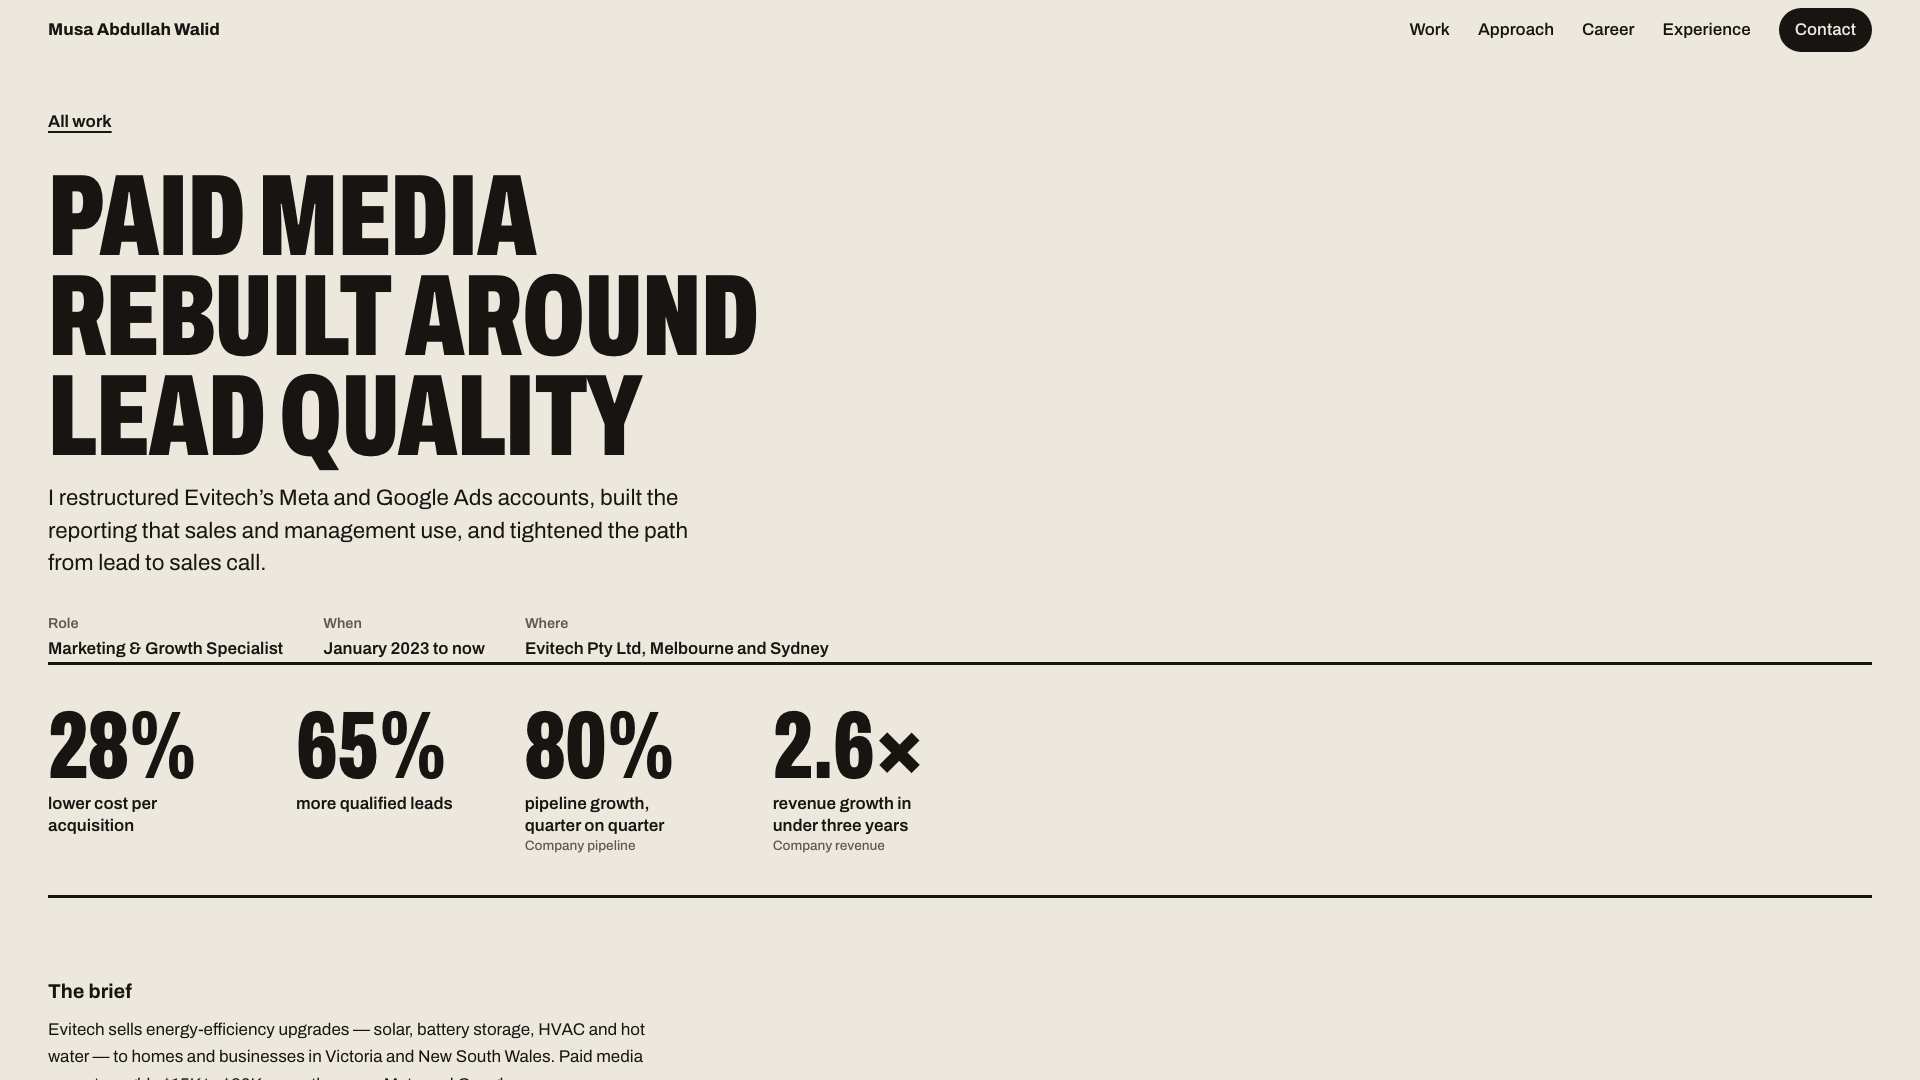 Musa Abdullah Walid
Work
Approach
Career
Experience
Contact
All work
PAID MEDIA
REBUILT AROUND
LEAD QUALITY
I restructured Evitech’s Meta and Google Ads accounts, built the
reporting that sales and management use, and tightened the path
from lead to sales call.
Role
Marketing & Growth Specialist
When
January 2023 to now
Where
Evitech Pty Ltd, Melbourne and Sydney
28%
lower cost per
acquisition
65%
more qualified leads
80%
pipeline growth,
quarter on quarter
Company pipeline
2.6×
revenue growth in
under three years
Company revenue
The brief
Evitech sells energy-efficiency upgrades — solar, battery storage, HVAC and hot
water — to homes and businesses in Victoria and New South Wales. Paid media